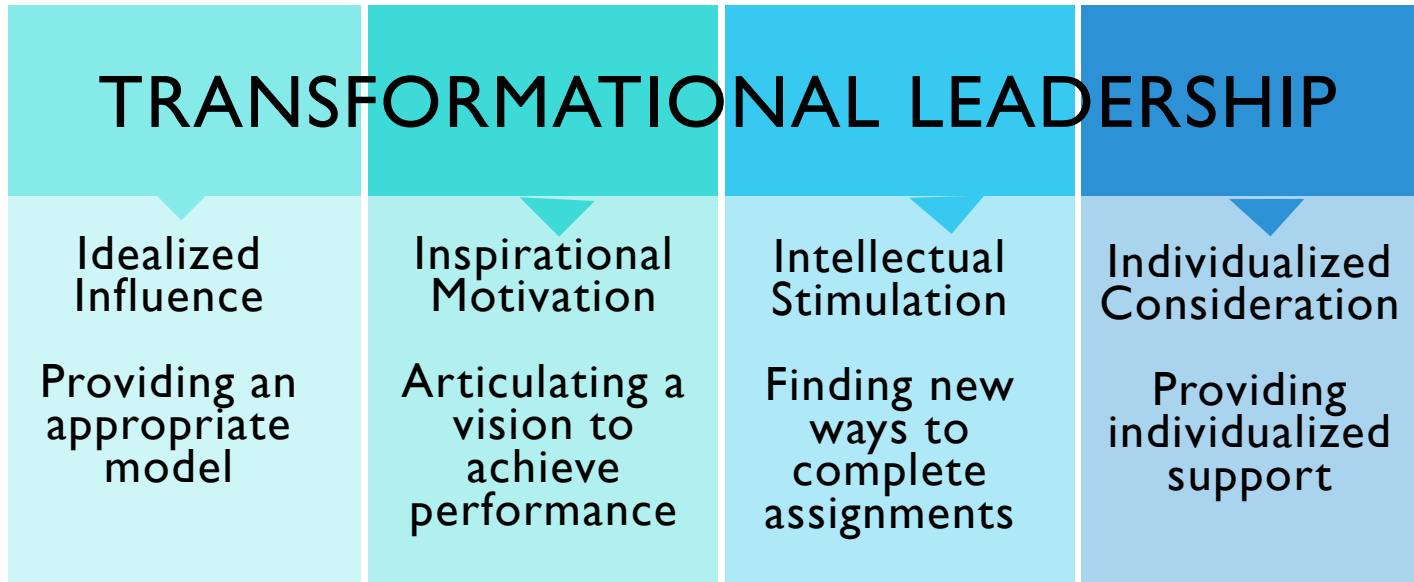 TRANSFORMATIONAL LEADERSHIP
Idealized
Influence
Providing an
appropriate
model
Inspirational
Motivation
Articulating a
vision to
achieve
performance
Intellectual
Stimulation
Finding new
ways to
complete
assignments
Individualized
Consideration
Providing
individualized
support